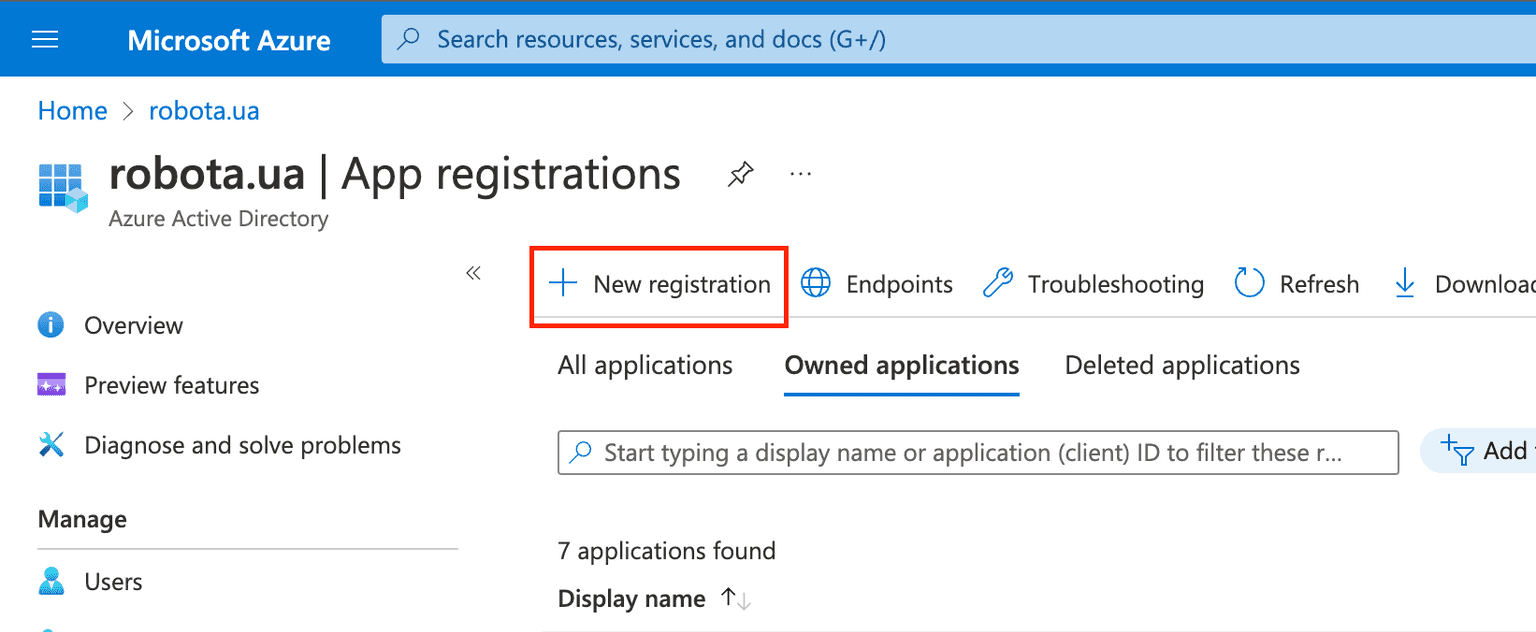 Microsoft Azure
Search resources, services, and docs (G+/)
Home > robota.ua
robota.ua | App registrations
...
Azure Active Directory
«
New registration
Endpoints
Troubleshooting
Refresh
Downloa
Overview
Preview features
Diagnose and solve problems
Manage
Users
All applications
Owned applications
Deleted applications
Start typing a display name or application (client) ID to filter these r...
Add
7 applications found
Display name ↑↓